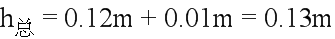 h总 = 0.12m + 0.01m = 0.13m